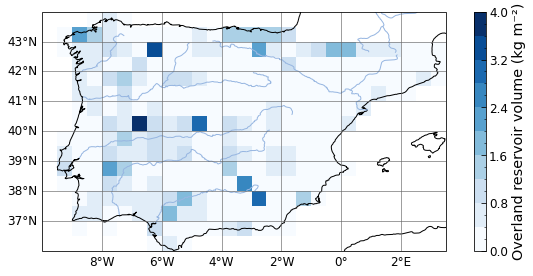 43°N
42°N
41°N
40°N
39°N
38°N
37°N
8°W
6°W
4°W
2°W
0°
2°E
4.0
3.2
2.4
1.6
0.8
0.0
Overland reservoir volume (kg m⁻²)